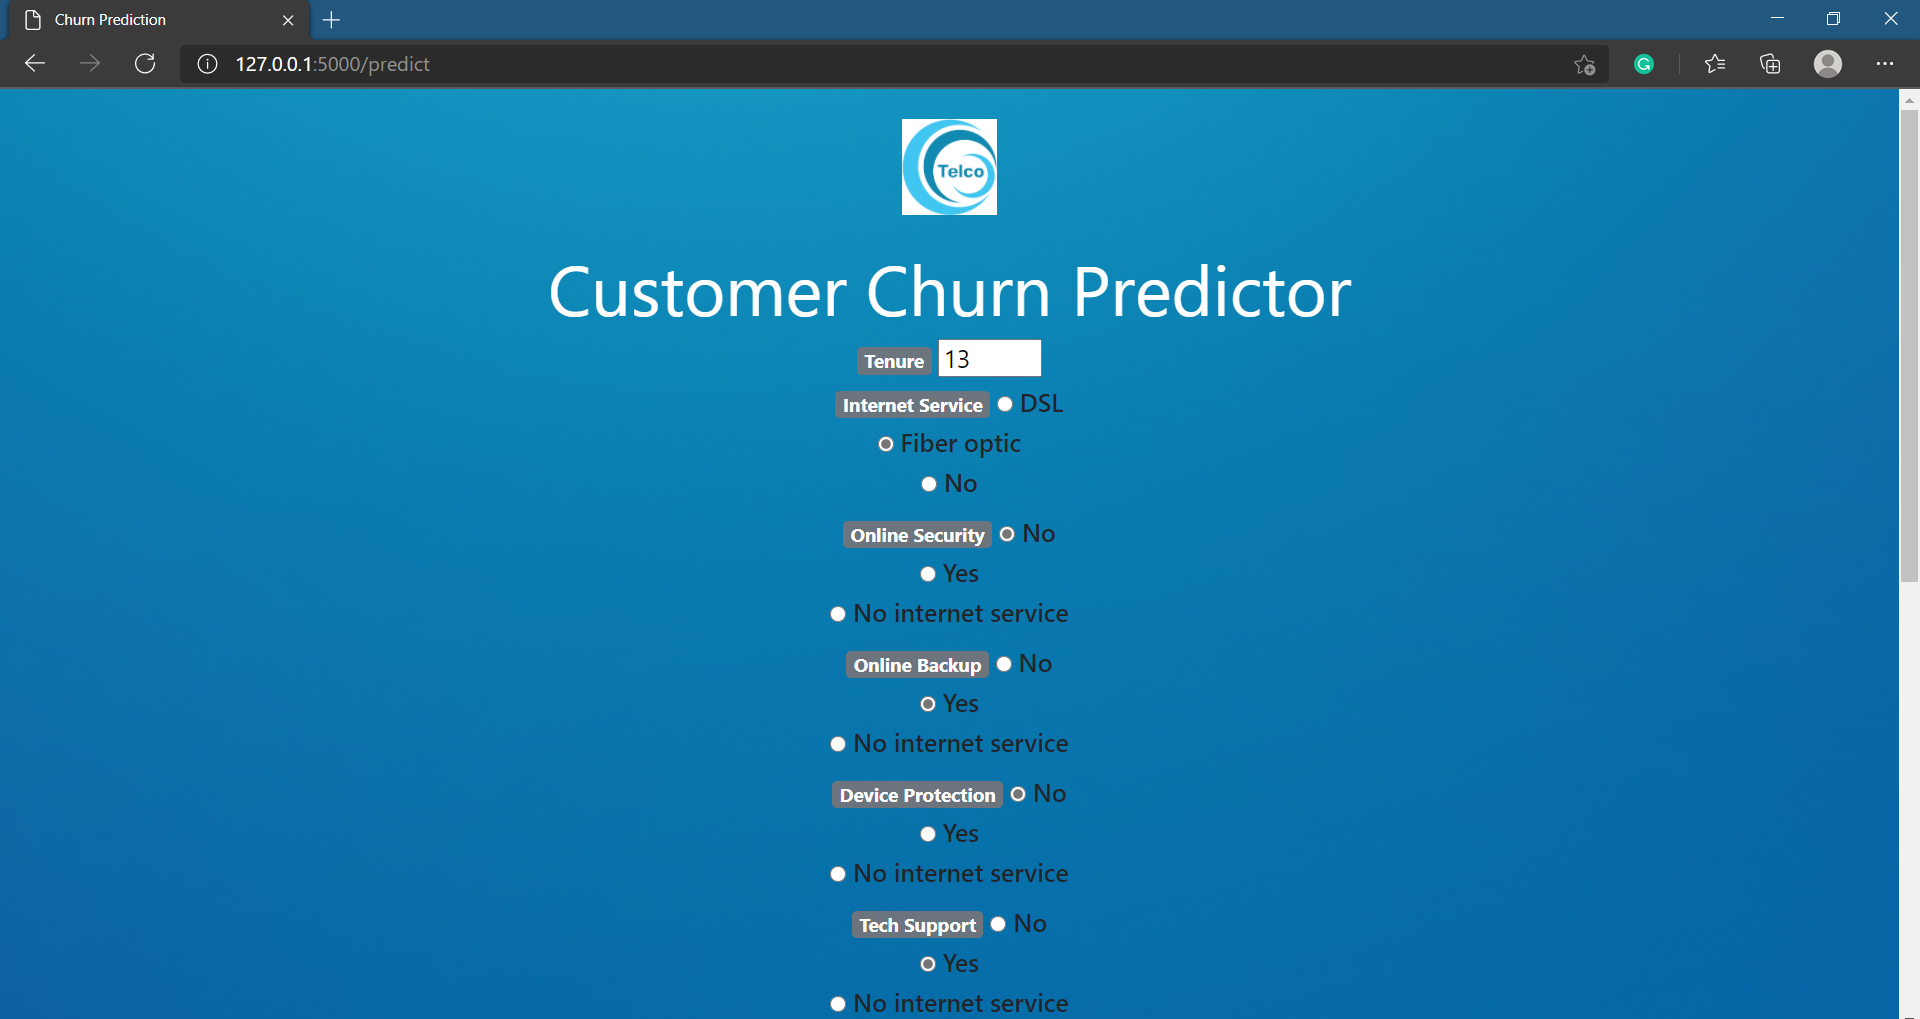 Churn Prediction
127.0.0.1:5000/predict
Telco
Customer Churn Predictor
Tenure 13
Internet Service DSL
Fiber optic
No
Online Security No
Yes
No internet service
Online Backup No
Yes
No internet service
Device Protection No
Yes
No internet service
Tech Support No
Yes
No internet service